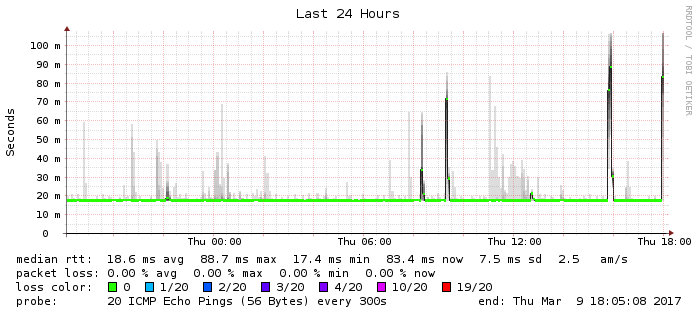 Last 24 Hours
RRDTOOL / TOBI OETIKER
Seconds
100 m
90 m
80 m
70 m
60 m
50 m
40 m
30 m
20 m
10 m
0
Thu 00:00 Thu 06:00 Thu 12:00 Thu 18:00
median rtt: 18.6 ms avg 88.7 ms max 17.4 ms min 83.4 ms now 7.5 ms sd 2.5 am/s
packet loss: 0.00 % avg 0.00 % max 0.00 % min 0.00 % now
loss color: 0 1/20 2/20 3/20 4/20 10/20 19/20
probe: 20 ICMP Echo Pings (56 Bytes) every 300s end: Thu Mar 9 18:05:08 2017